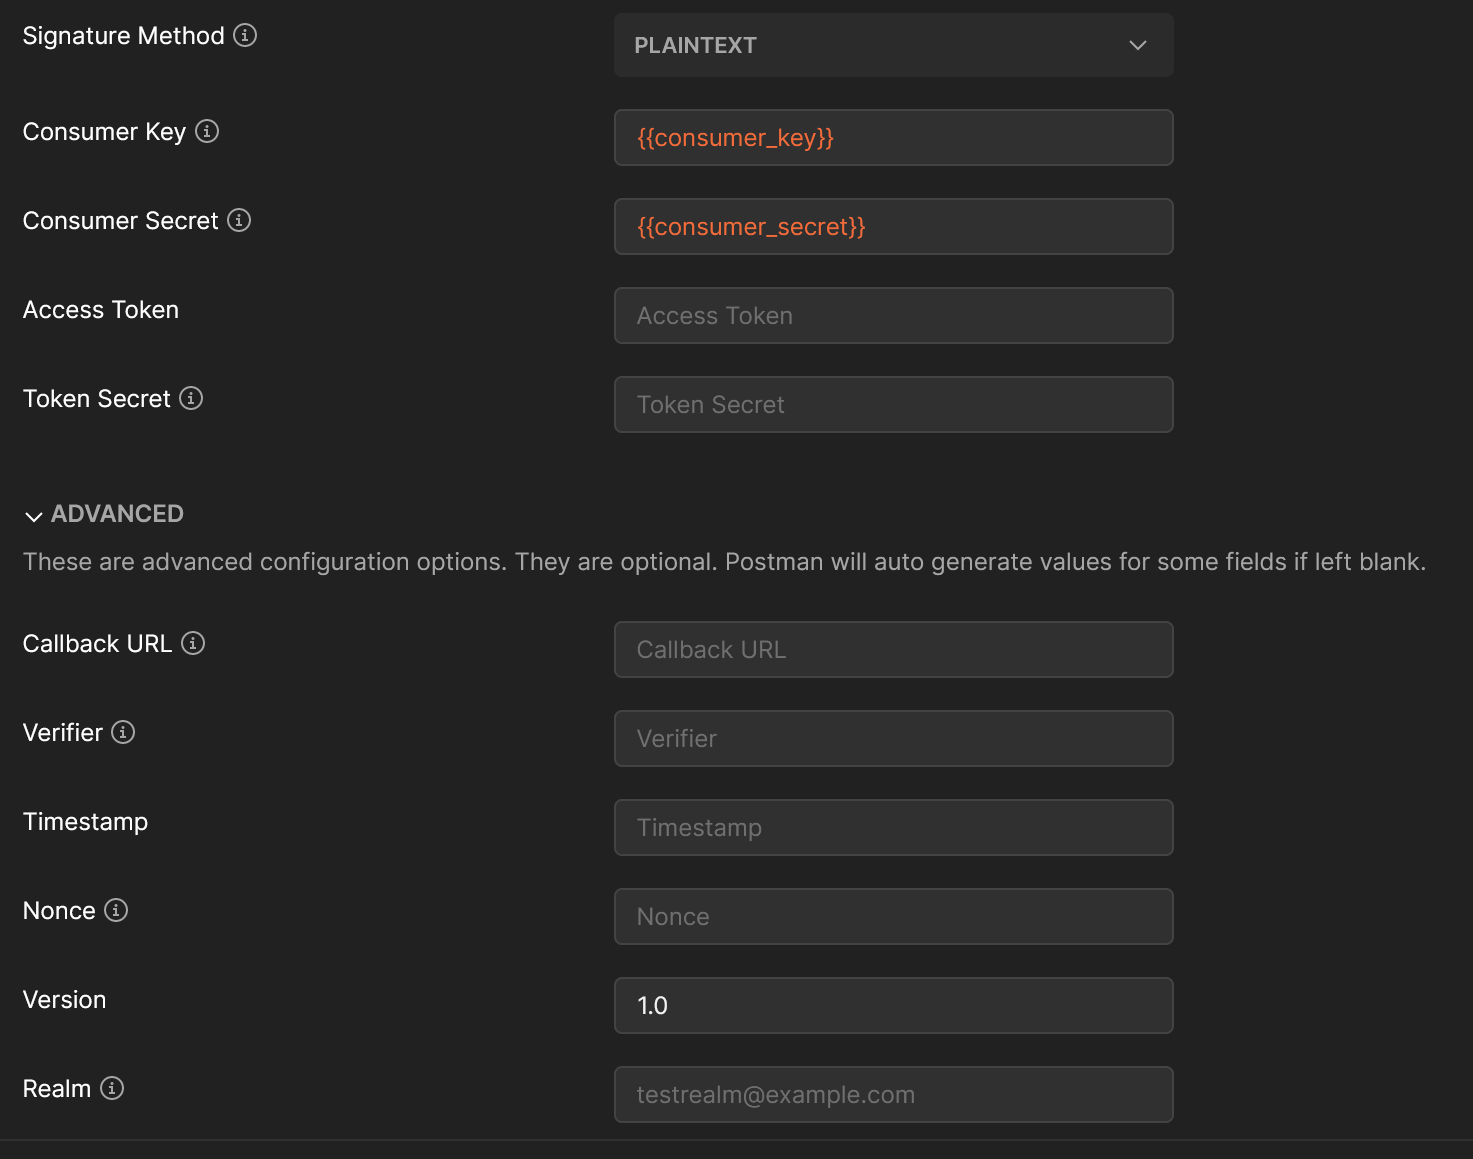 Signature Method
PLAINTEXT
Consumer Key
{{consumer_key}}
Consumer Secret
{{consumer_secret}}
Access Token
Access Token
Token Secret
Token Secret
ADVANCED
These are advanced configuration options. They are optional. Postman will auto generate values for some fields if left blank.
Callback URL
Callback URL
Verifier
Verifier
Timestamp
Timestamp
Nonce
Nonce
Version
1.0
Realm
testrealm@example.com